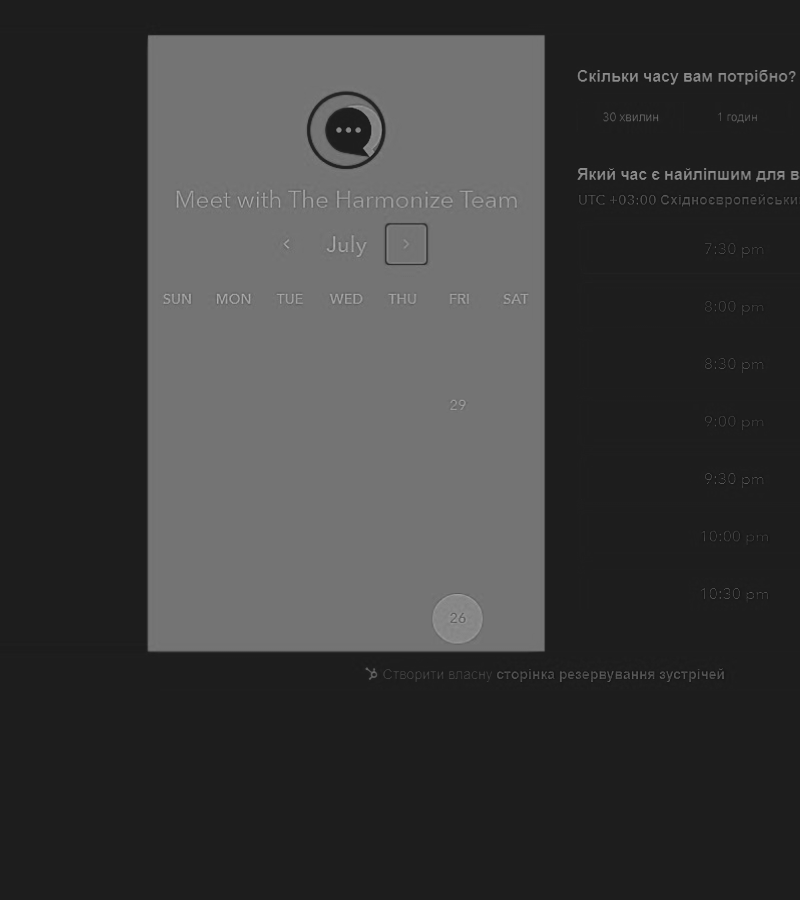 Meet with The Harmonize Team
July
SUN MON TUE WED THU FRI SAT
29
26
Скільки часу вам потрібно?
30 хвилин 1 годин
Який час є найліпшим для
UTC +03:00
7:30 pm
8:00 pm
8:30 pm
9:00 pm
9:30 pm
10:00 pm
10:30 pm
Створити власну сторінка резервування зустрічей